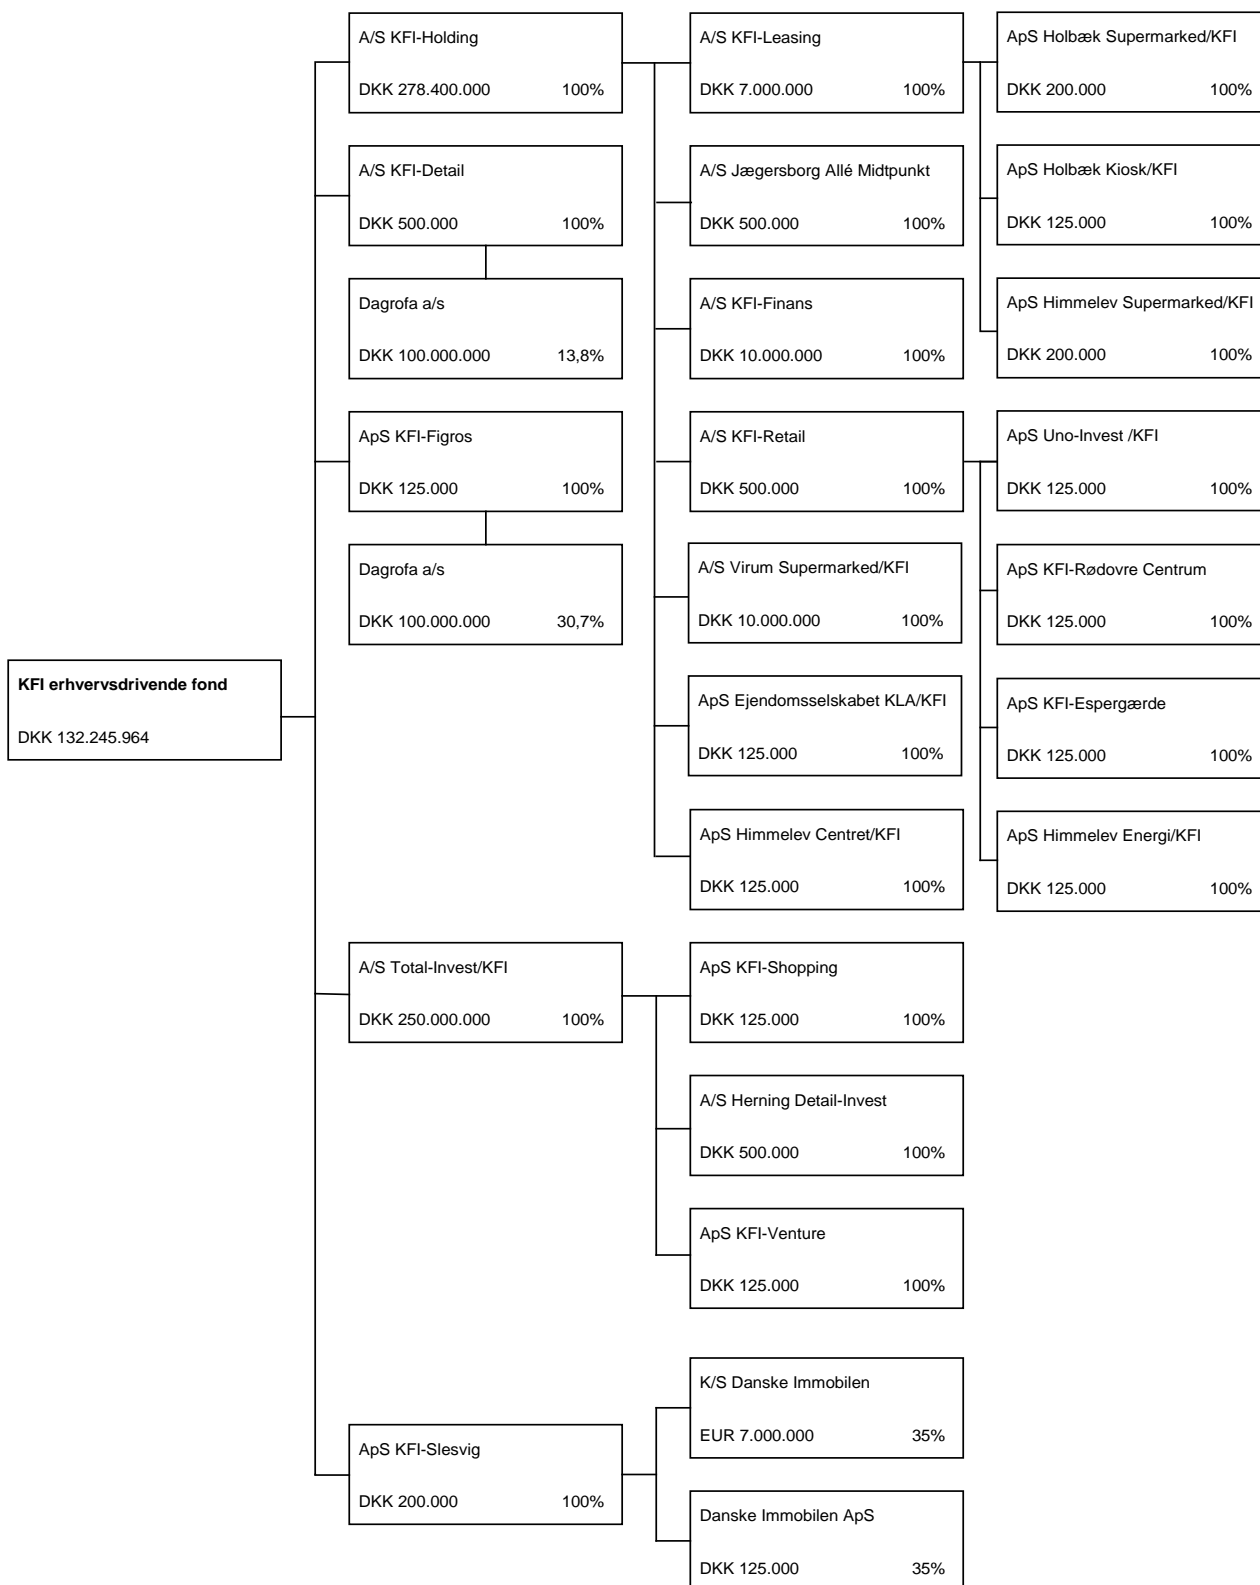 A/S KFI-Holding
DKK 278.400.000 100%
A/S KFI-Detail
DKK 500.000 100%
Dagrofa a/s
DKK 100.000.000 13,8%
ApS KFI-Figros
DKK 125.000 100%
Dagrofa a/s
DKK 100.000.000 30,7%
KFI erhvervsdrivende fond
DKK 132.245.964
A/S Total-Invest/KFI
DKK 250.000.000 100%
ApS KFI-Slesvig
DKK 200.000 100%
A/S KFI-Leasing
DKK 7.000.000 100%
A/S Jægersborg Allé Midtpunkt
DKK 500.000 100%
A/S KFI-Finans
DKK 10.000.000 100%
A/S KFI-Retail
DKK 500.000 100%
A/S Virum Supermarked/KFI
DKK 10.000.000 100%
ApS Ejendomsselskabet KLA/KFI
DKK 125.000 100%
ApS Himmelev Centret/KFI
DKK 125.000 100%
ApS KFI-Shopping
DKK 125.000 100%
A/S Herning Detail-Invest
DKK 500.000 100%
ApS KFI-Venture
DKK 125.000 100%
K/S Danske Immobilen
EUR 7.000.000 35%
Danske Immobilen ApS
DKK 125.000 35%
ApS Holbæk Supermarked/KFI
DKK 200.000 100%
ApS Holbæk Kiosk/KFI
DKK 125.000 100%
ApS Himmelev Supermarked/KFI
DKK 200.000 100%
ApS Uno-Invest /KFI
DKK 125.000 100%
ApS KFI-Rødovre Centrum
DKK 125.000 100%
ApS KFI-Espergærde
DKK 125.000 100%
ApS Himmelev Energi/KFI
DKK 125.000 100%